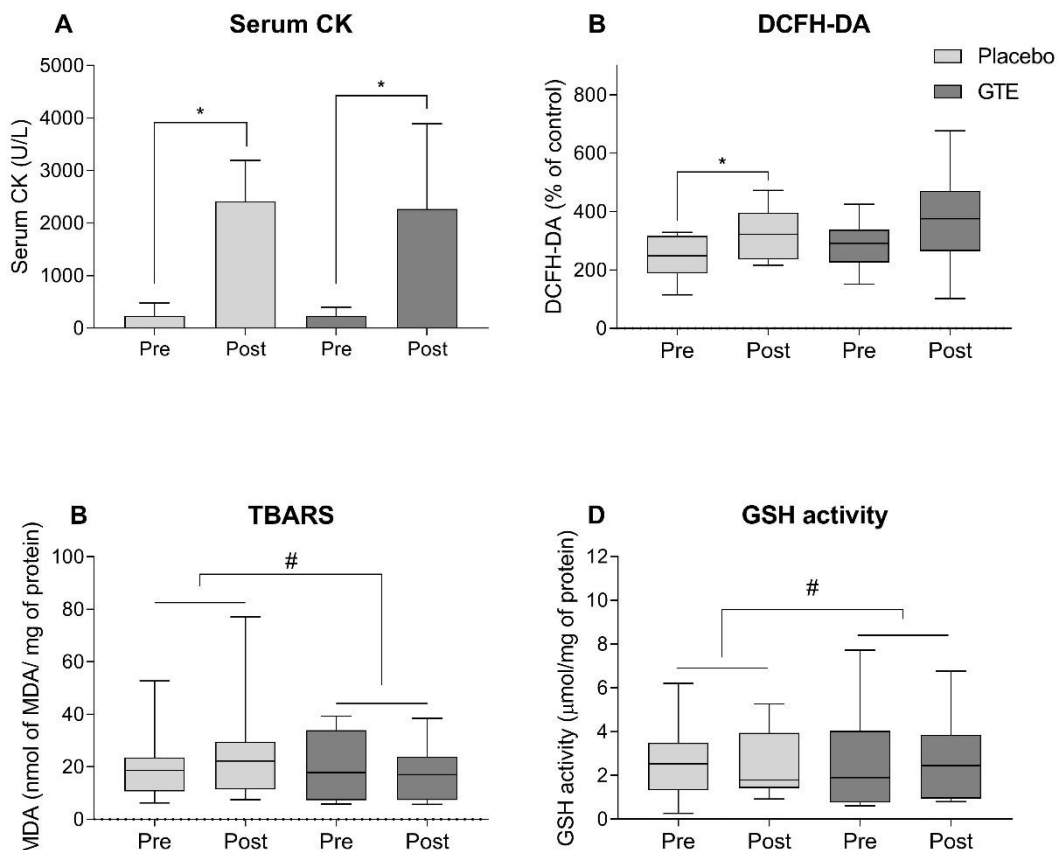 A Serum CK
Serum CK (U/L)
5000
4000
3000
2000
1000
0
*
*
Pre Post Pre Post
B DCFH-DA
Placebo
GTE
DCFH-DA (% of control)
800
600
400
200
0
*
Pre Post Pre Post
B TBARS
MDA (nmol of MDA/ mg of protein)
100
80
60
40
20
0
#
Pre Post Pre Post
D GSH activity
GSH activity (μmol/mg of protein)
12
10
8
6
4
2
0
#
Pre Post Pre Post